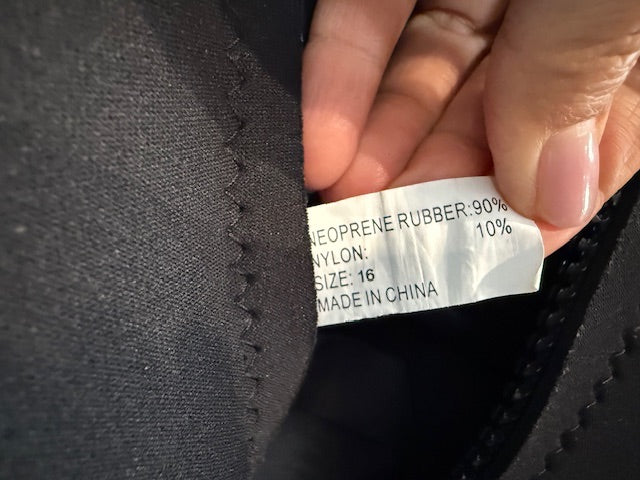 NEOPRENE RUBBER:90%
NYLON: 10%
SIZE: 16
MADE IN CHINA